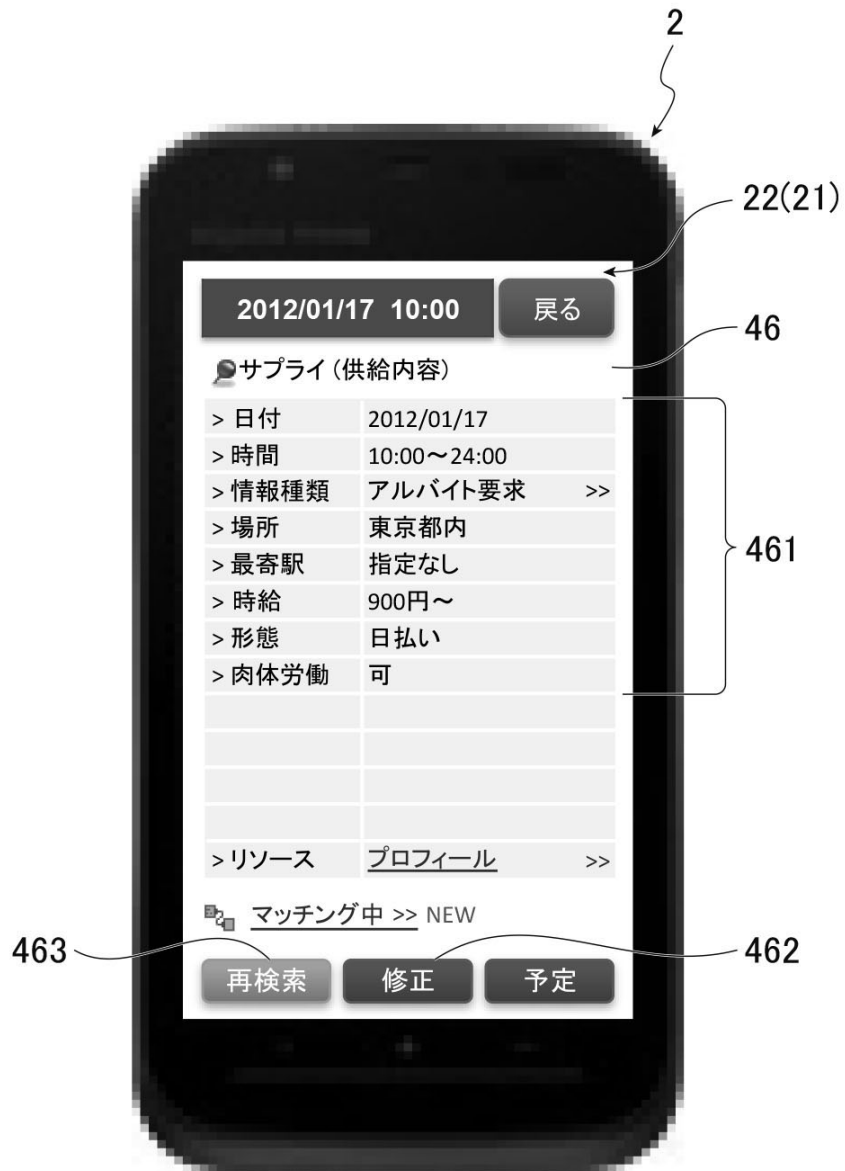 2
22(21)
2012/01/17 10:00 戻る
46
サプライ(供給内容)
> 日付 2012/01/17
> 時間 10:00～24:00
> 情報種類 アルバイト要求 >>
> 場所 東京都内
> 最寄駅 指定なし
461
> 時給 900円～
> 形態 日払い
> 肉体労働 可
> リソース プロフィール >>
マッチング中 >> NEW
463
462
再検索 修正 予定